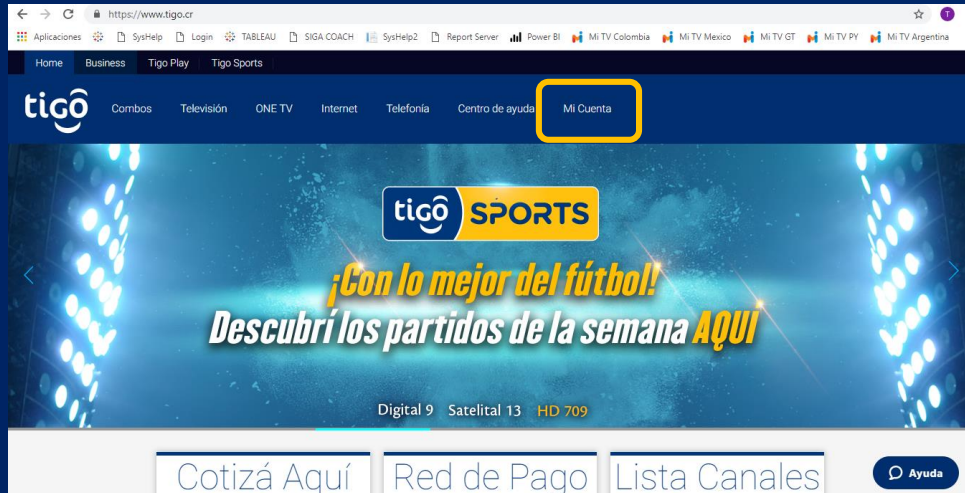 https://www.tigo.cr
T
Aplicaciones SysHelp Login TABLEAU SIGA COACH SysHelp2 Report Server Power BI Mi TV Colombia Mi TV Mexico Mi TV GT Mi TV PY Mi TV Argentina
Home Business Tigo Play Tigo Sports
tigô Combos Televisión ONE TV Internet Telefonía Centro de ayuda Mi Cuenta
tigô SPORTS
¡Con lo mejor del fútbol!
Descubrí los partidos de la semana AQUI
Digital 9 Satelital 13 HD 709
Cotizá Aquí Red de Pago Lista Canales
Ayuda